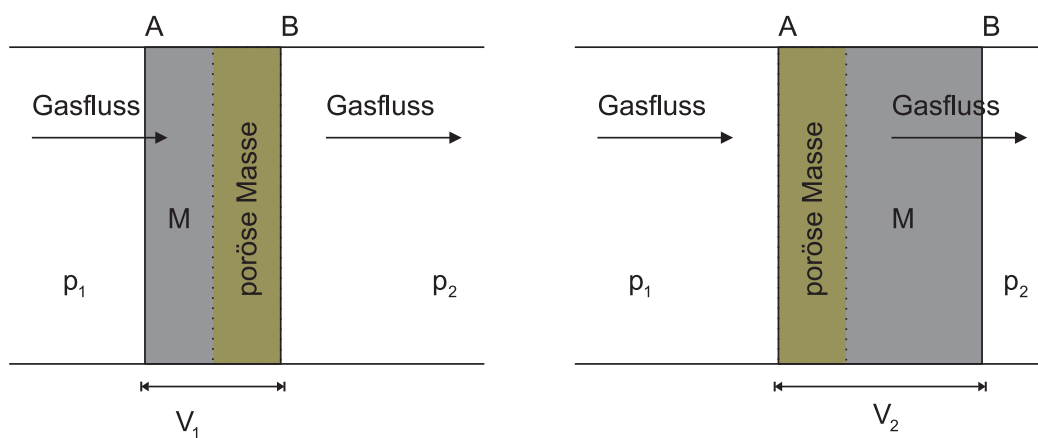 A B
Gasfluss Gasfluss
poröse Masse
M
p₁ p₂
V₁
A B
Gasfluss Gasfluss
poröse Masse
M
p₁ p₂
V₂